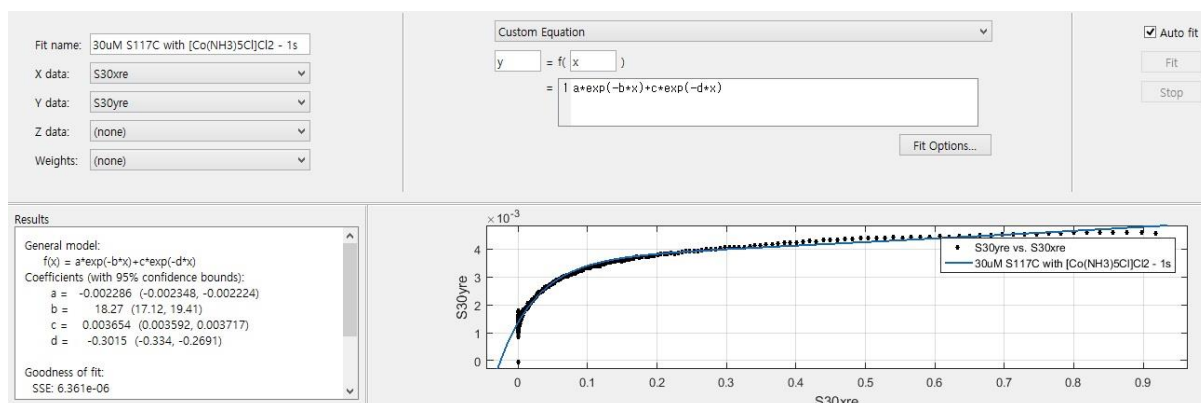 Fit name: 30uM S117C with [Co(NH3)5Cl]Cl2 - 1s
X data: S30xre
Y data: S30yre
Z data: (none)
Weights: (none)
Custom Equation
y = f( x )
= 1 a*exp(-b*x)+c*exp(-d*x)
Fit Options...
Auto fit
Fit
Stop
Results
General model:
f(x) = a*exp(-b*x)+c*exp(-d*x)
Coefficients (with 95% confidence bounds):
a = -0.002286 (-0.002348, -0.002224)
b = 18.27 (17.12, 19.41)
c = 0.003654 (0.003592, 0.003717)
d = -0.3015 (-0.334, -0.2691)
Goodness of fit:
SSE: 6.361e-06
×10-3
4
3
2
1
0
S30yre
S30yre vs. S30xre
30uM S117C with [Co(NH3)5Cl]Cl2 - 1s
0 0.1 0.2 0.3 0.4 0.5 0.6 0.7 0.8 0.9
S30xre